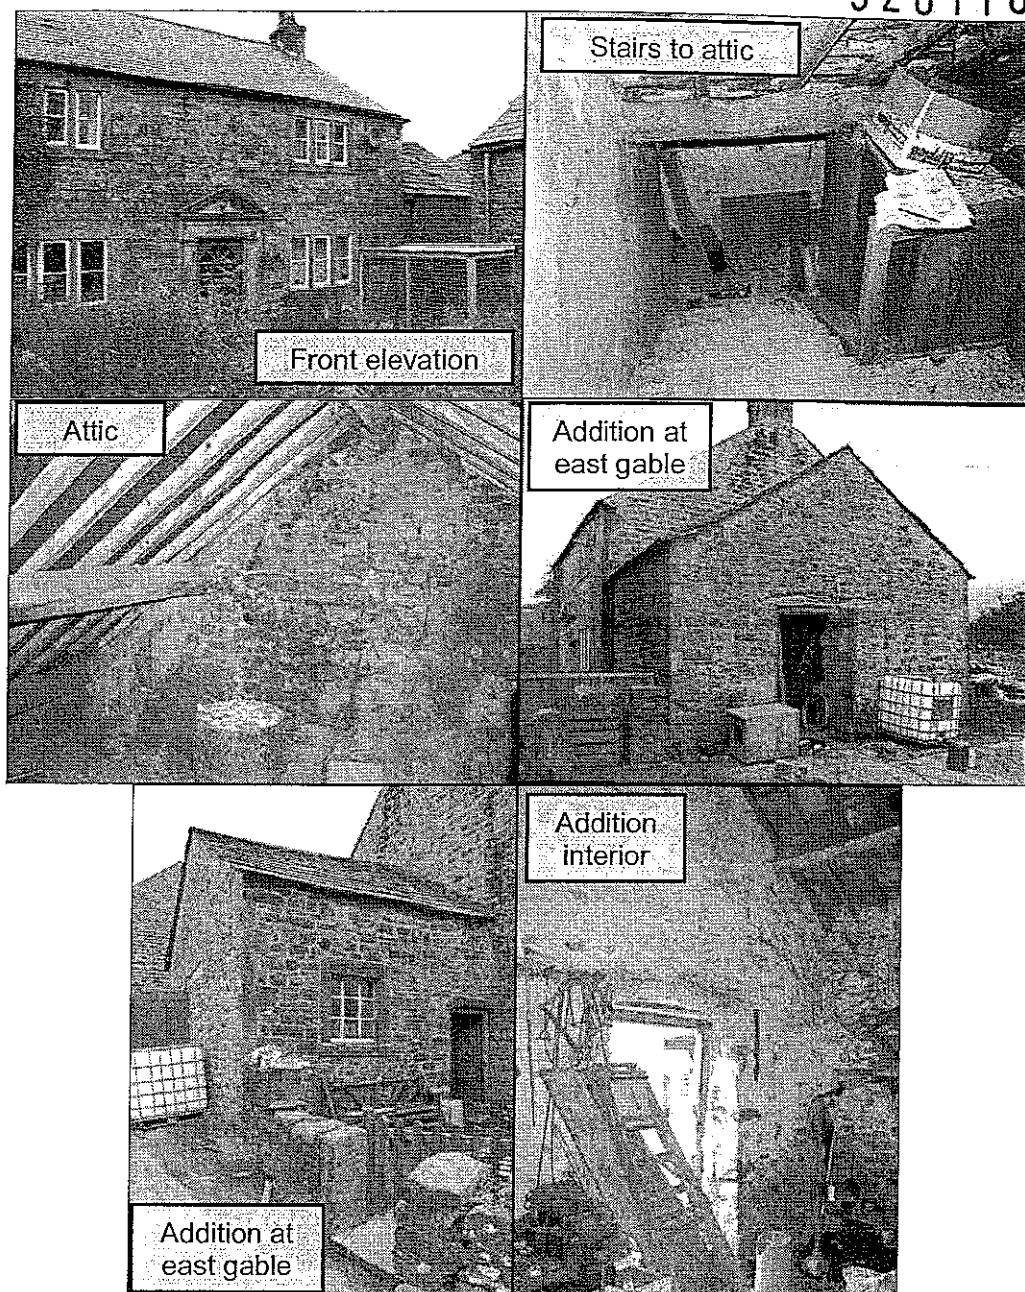 Stairs to attic
Front elevation
Attic
Addition at
east gable
Addition
interior
Addition at
east gable